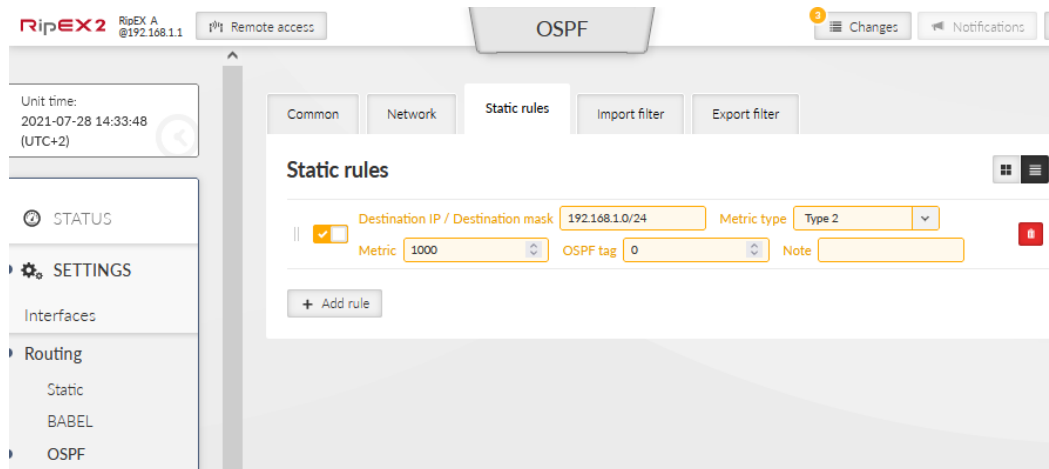 RipEX2 RipEX A @192.168.1.1 Remote access OSPF 3 Changes Notifications
Unit time:
2021-07-28 14:33:48
(UTC+2)
Common Network Static rules Import filter Export filter
Static rules
Destination IP / Destination mask 192.168.1.0/24 Metric type Type 2
Metric 1000 OSPF tag 0 Note
+ Add rule
STATUS
SETTINGS
Interfaces
Routing
Static
BABEL
OSPF